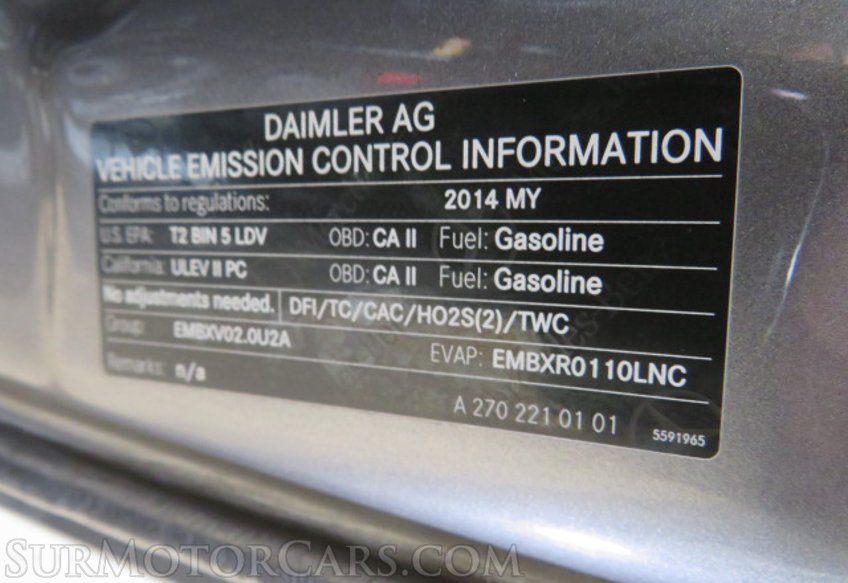 DAIMLER AG
VEHICLE EMISSION CONTROL INFORMATION
Conforms to regulations: 2014 MY
U.S. EPA: T2 BIN 5 LDV OBD: CA II Fuel: Gasoline
California: ULEV II PC OBD: CA II Fuel: Gasoline
No adjustments needed. DFI/TC/CAC/HO2S(2)/TWC
Group: EMBXV02.0U2A EVAP: EMBXR0110LNC
Remarks: n/a
A 270 221 01 01 5591965
SURMOTORCARS.COM